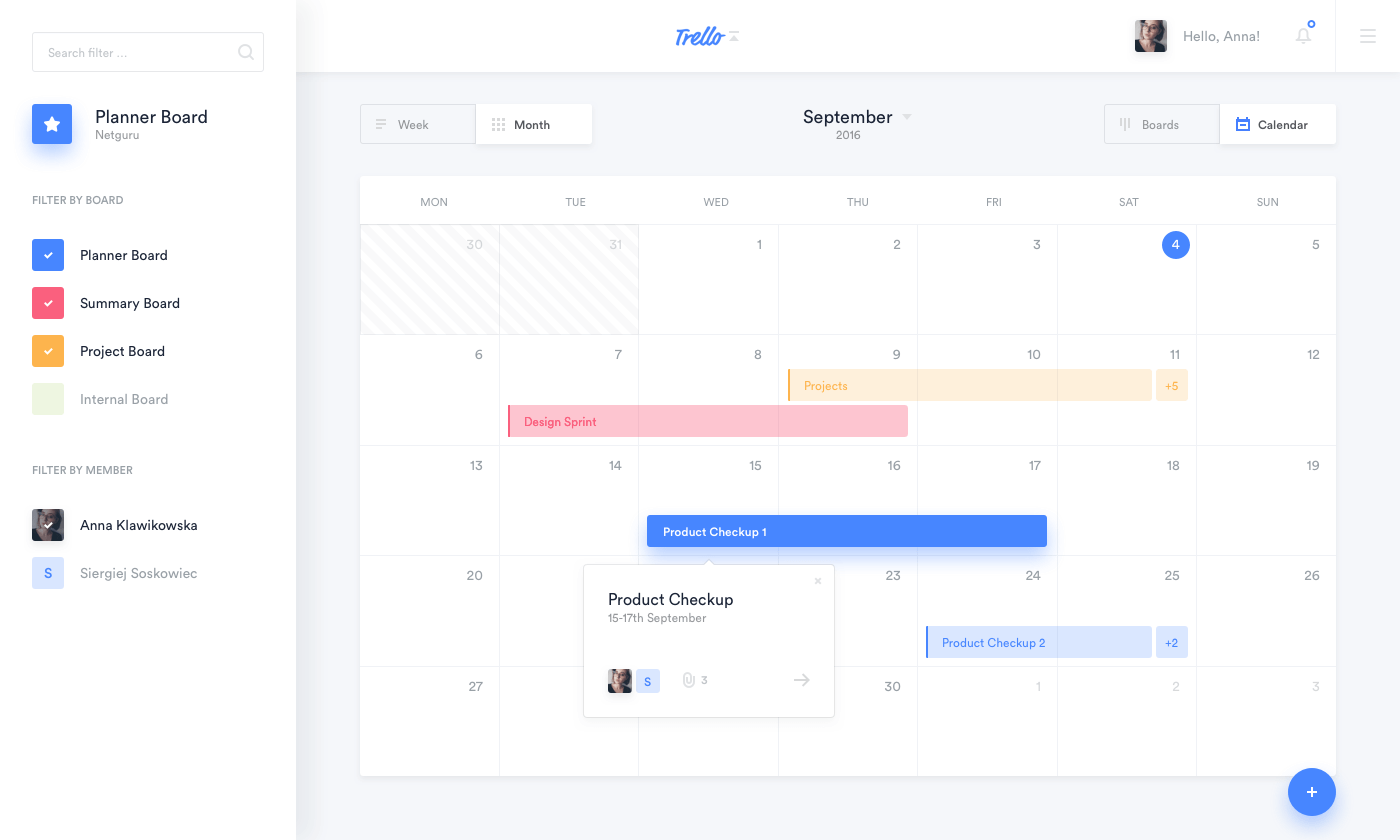 Search filter ...
Planner Board
Netguru
FILTER BY BOARD
Planner Board
Summary Board
Project Board
Internal Board
FILTER BY MEMBER
Anna Klawikowska
S Siergiej Soskowiec
Trello
Hello, Anna!
Week Month
September
2016
Boards Calendar
MON TUE WED THU FRI SAT SUN
30 31 1 2 3 4 5
6 7 8 9 10 11 12
Projects +5
Design Sprint
13 14 15 16 17 18 19
Product Checkup 1
20 23 24 25 26
Product Checkup
15-17th September
S 3
Product Checkup 2 +2
27 30 1 2 3